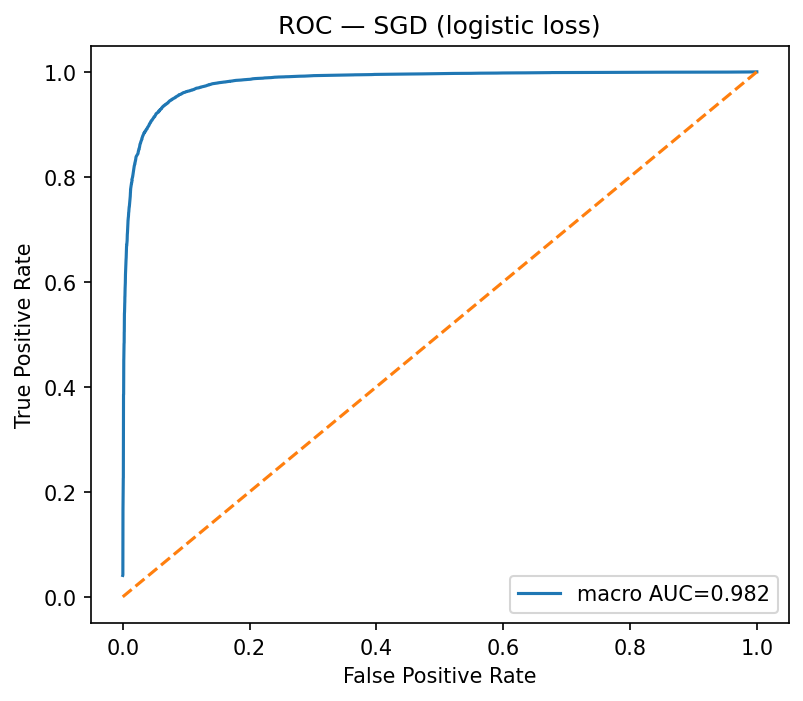 ROC — SGD (logistic loss)
True Positive Rate
1.0
0.8
0.6
0.4
0.2
0.0
macro AUC=0.982
0.0 0.2 0.4 0.6 0.8 1.0
False Positive Rate